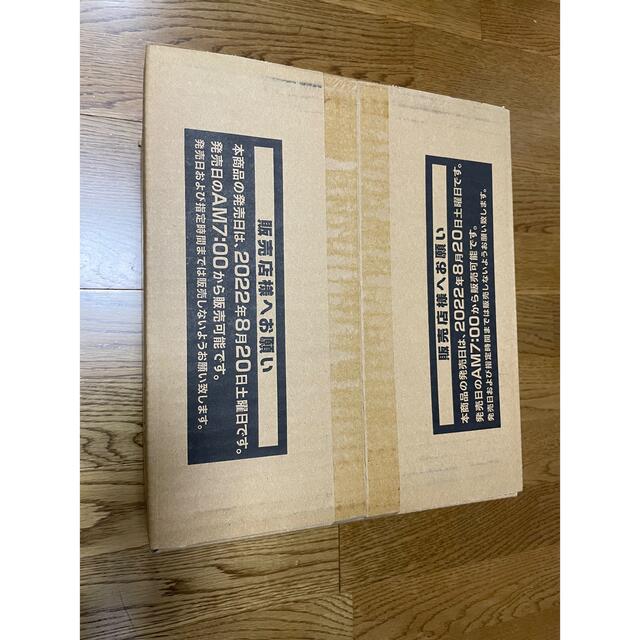 販売店様へお願い
本商品の発売日は、2022年8月20日土曜日です。
発売日のAM7:00から販売可能です。
発売日および指定時間までは販売しないようお願い致します。
販売店様へお願い
本商品の発売日は、2022年8月20日土曜日です。
発売日のAM7:00から販売可能です。
発売日および指定時間までは販売しないようお願い致します。